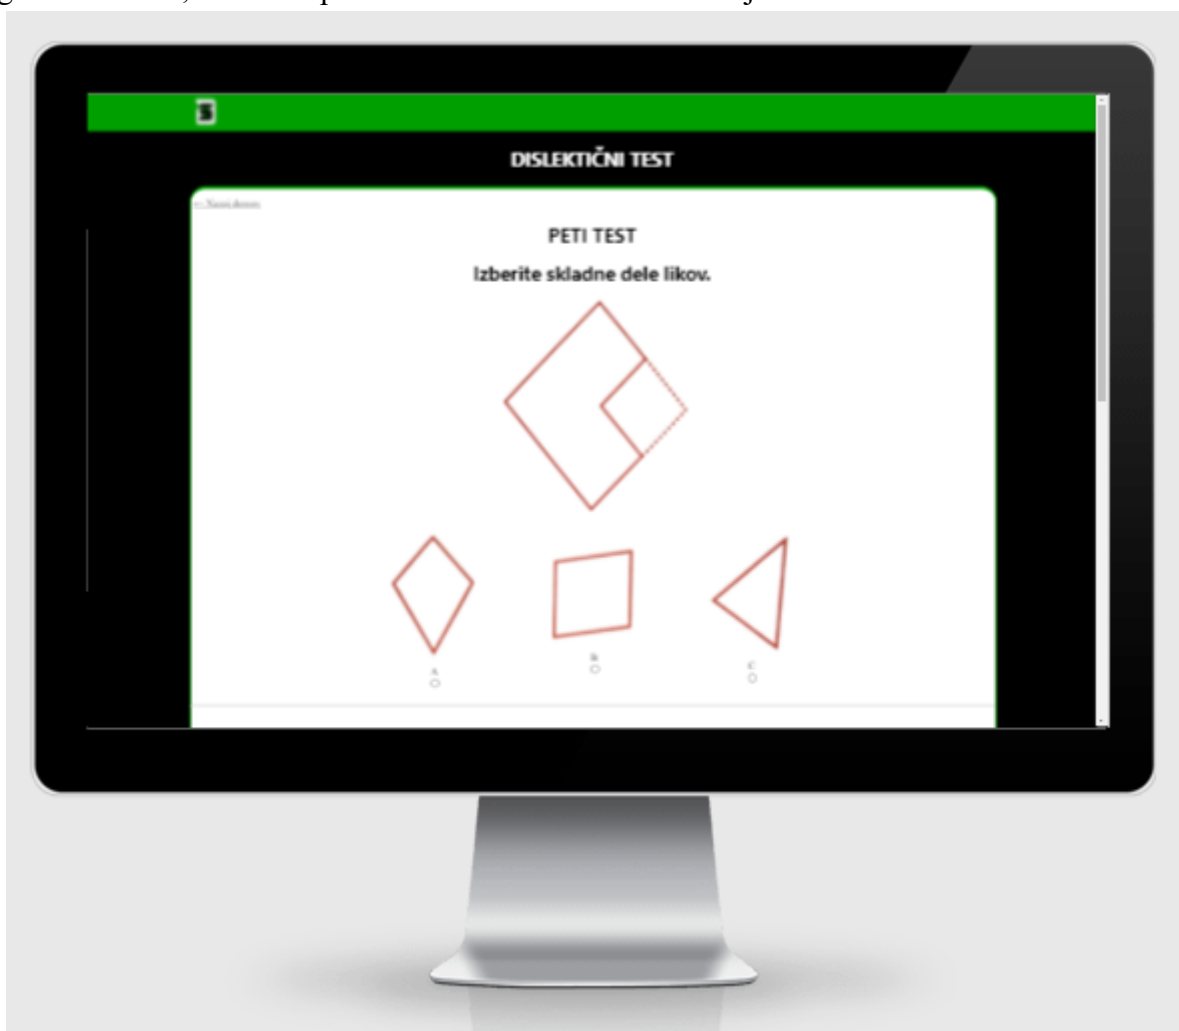 DISLEKTIČNI TEST
PETI TEST
Izberite skladne dele likov.
A
B
C